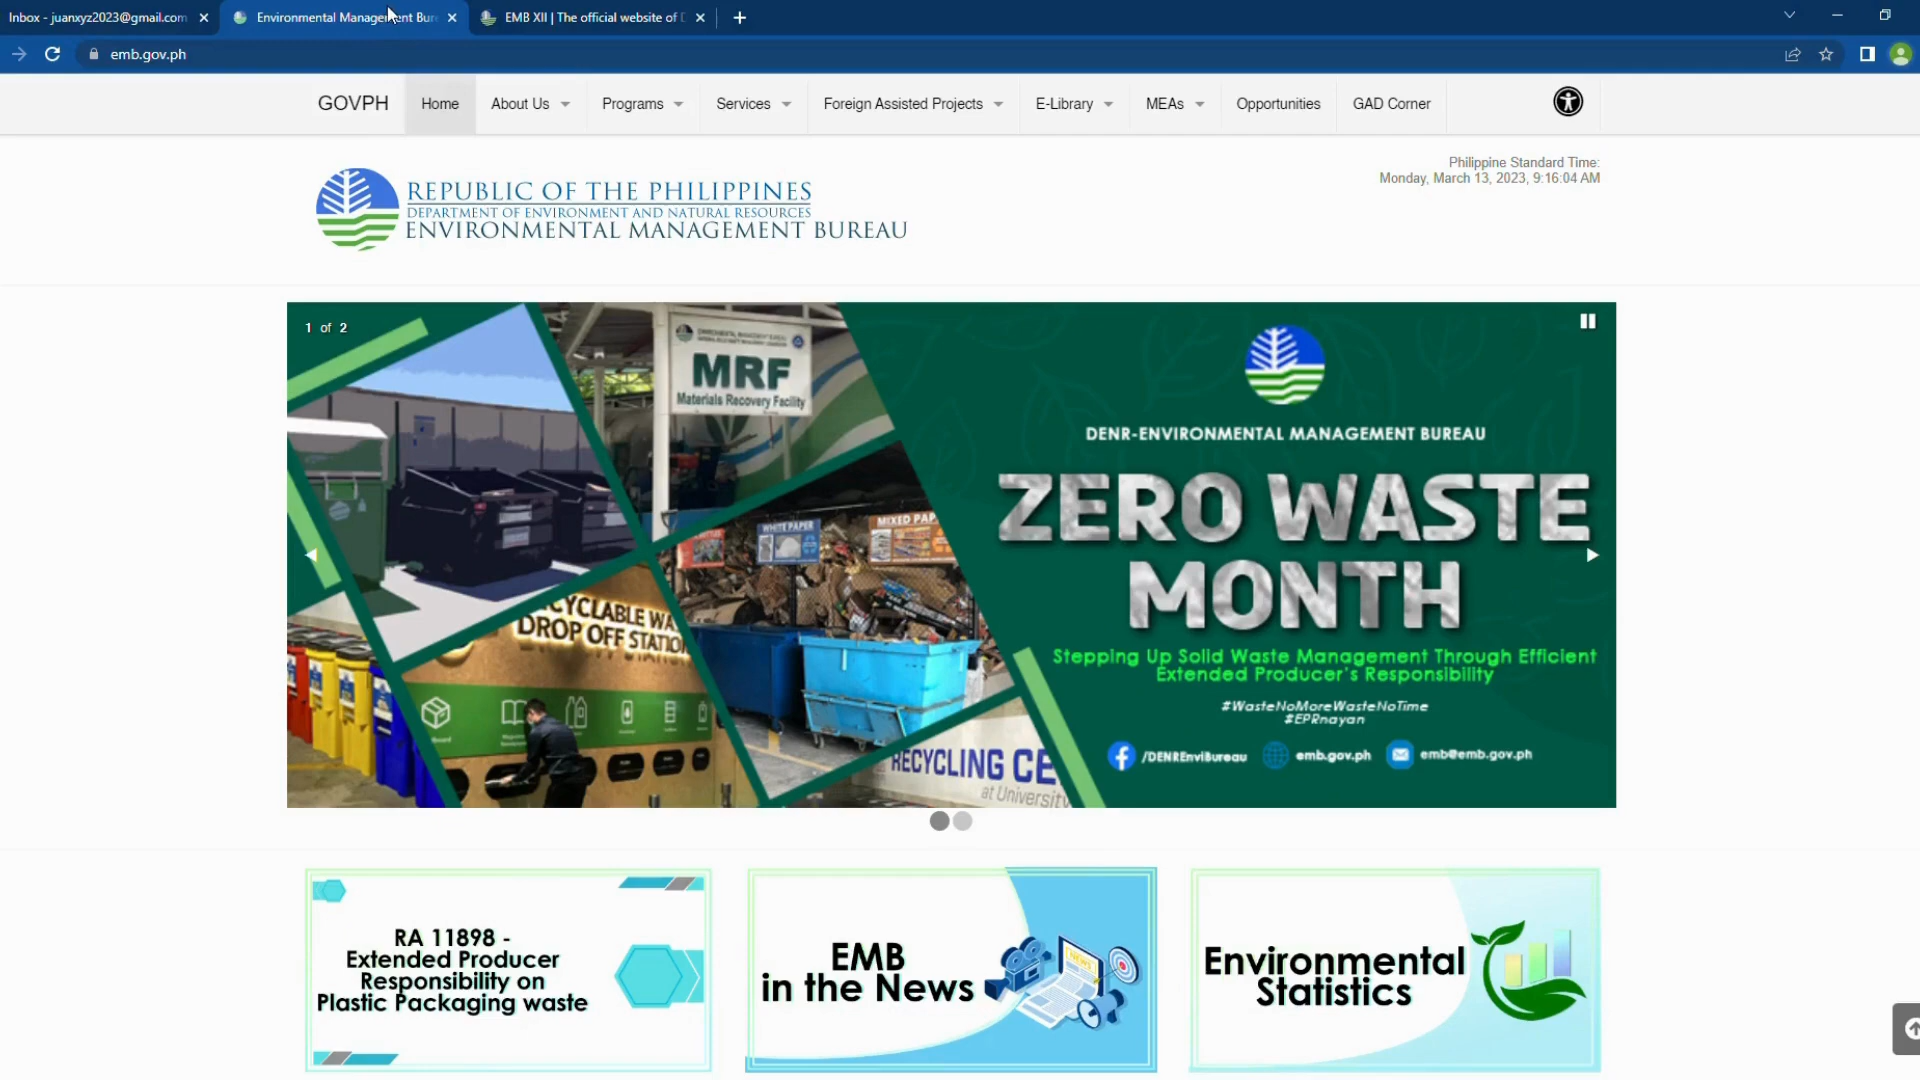 Inbox - juanxyz2023@gmail.com
Environmental Management Bur
EMB XII | The official website of D
emb.gov.ph
GOVPH
Home
About Us
Programs
Services
Foreign Assisted Projects
E-Library
MEAs
Opportunities
GAD Corner
Philippine Standard Time:
Monday, March 13, 2023, 9:16:04 AM
REPUBLIC OF THE PHILIPPINES
DEPARTMENT OF ENVIRONMENT AND NATURAL RESOURCES
ENVIRONMENTAL MANAGEMENT BUREAU
1 of 2
MRF
Materials Recovery Facility
WHITE PAPER
MIXED PAP
CYCLABLE WA
DROP OFF STATION
RECYCLING CE
at University
DENR-ENVIRONMENTAL MANAGEMENT BUREAU
ZERO WASTE
MONTH
Stepping Up Solid Waste Management Through Efficient
Extended Producer's Responsibility
#WasteNoMoreWasteNoTime
#EPRnayan
/DENREnviBureau
emb.gov.ph
emb@emb.gov.ph
RA 11898 -
Extended Producer
Responsibility on
Plastic Packaging waste
EMB
in the News
NEWS
Environmental
Statistics